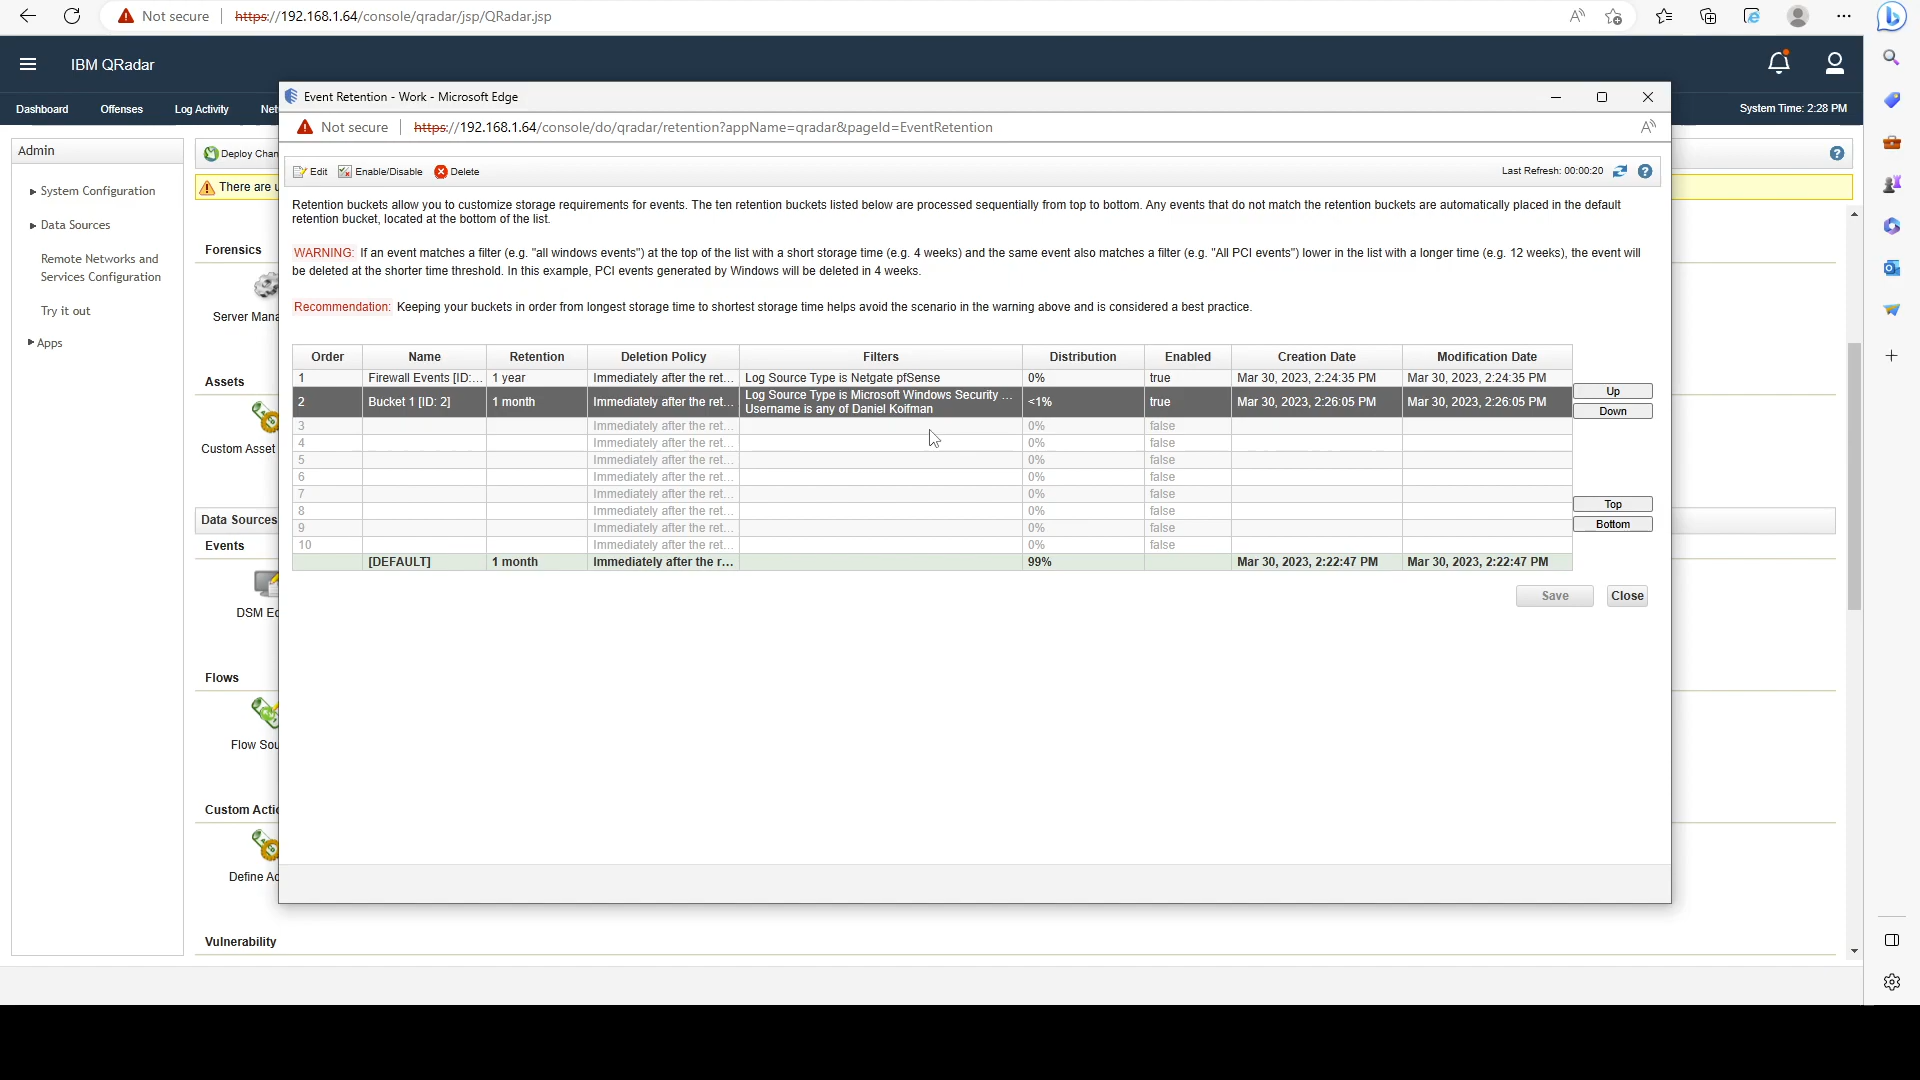 Not secure https://192.168.1.64/console/qradar/jsp/QRadar.jsp
IBM QRadar
Dashboard Offenses Log Activity Net
System Time: 2:28 PM
Admin
System Configuration
Data Sources
Remote Networks and
Services Configuration
Try it out
Apps
Deploy Chan
There are u
Forensics
Server Mana
Assets
Custom Asset
Data Sources
Events
DSM Ed
Flows
Flow Sou
Custom Actio
Define Ac
Vulnerability
Event Retention - Work - Microsoft Edge
Not secure https://192.168.1.64/console/do/qradar/retention?appName=qradar&pageId=EventRetention
Edit Enable/Disable Delete Last Refresh: 00:00:20
Retention buckets allow you to customize storage requirements for events. The ten retention buckets listed below are processed sequentially from top to bottom. Any events that do not match the retention buckets are automatically placed in the default
retention bucket, located at the bottom of the list.
WARNING: If an event matches a filter (e.g. "all windows events") at the top of the list with a short storage time (e.g. 4 weeks) and the same event also matches a filter (e.g. "All PCI events") lower in the list with a longer time (e.g. 12 weeks), the event will
be deleted at the shorter time threshold. In this example, PCI events generated by Windows will be deleted in 4 weeks.
Recommendation: Keeping your buckets in order from longest storage time to shortest storage time helps avoid the scenario in the warning above and is considered a best practice.
Order Name Retention Deletion Policy Filters Distribution Enabled Creation Date Modification Date
1 Firewall Events [ID:... 1 year Immediately after the ret... Log Source Type is Netgate pfSense 0% true Mar 30, 2023, 2:24:35 PM Mar 30, 2023, 2:24:35 PM
2 Bucket 1 [ID: 2] 1 month Immediately after the ret... Log Source Type is Microsoft Windows Security ... <1% true Mar 30, 2023, 2:26:05 PM Mar 30, 2023, 2:26:05 PM
Username is any of Daniel Koifman
3 Immediately after the ret... 0% false
4 Immediately after the ret... 0% false
5 Immediately after the ret... 0% false
6 Immediately after the ret... 0% false
7 Immediately after the ret... 0% false
8 Immediately after the ret... 0% false
9 Immediately after the ret... 0% false
10 Immediately after the ret... 0% false
[DEFAULT] 1 month Immediately after the r... 99% Mar 30, 2023, 2:22:47 PM Mar 30, 2023, 2:22:47 PM
Up
Down
Top
Bottom
Save Close